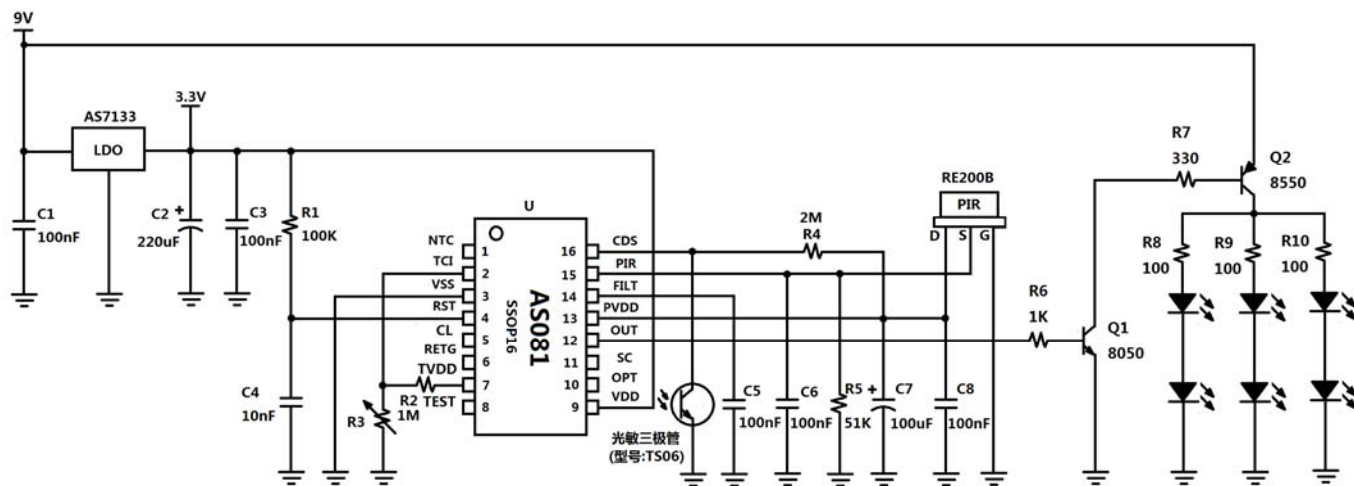 9V
AS7133
LDO
3.3V
C1
100nF
C2
+
220uF
C3
100nF
R1
100K
C4
10nF
U
AS081
SSOP16
NTC
1
TCI
2
VSS
3
RST
4
CL
5
RETG
6
TVDD
7
TEST
8
R2
1M
R3
16
CDS
15
PIR
14
FILT
13
PVDD
12
OUT
11
SC
10
OPT
9
VDD
2M
R4
光敏三极管
(型号:TS06)
C5
100nF
C6
100nF
R5
51K
+
C7
100uF
C8
100nF
RE200B
PIR
D
S
G
R6
1K
Q1
8050
R7
330
Q2
8550
R8
100
R9
100
R10
100